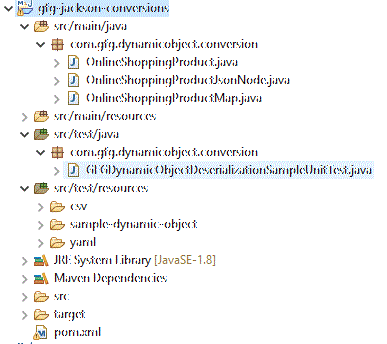 gfg-jackson-conversions
src/main/java
com.gfg.dynamicobject.conversion
OnlineShoppingProduct.java
OnlineShoppingProductJsonNode.java
OnlineShoppingProductMap.java
src/main/resources
src/test/java
com.gfg.dynamicobject.conversion
GFGDynamicObjectDeserializationSampleUnitTest.java
src/test/resources
csv
sample-dynamic-object
yaml
JRE System Library [JavaSE-1.8]
Maven Dependencies
src
target
pom.xml